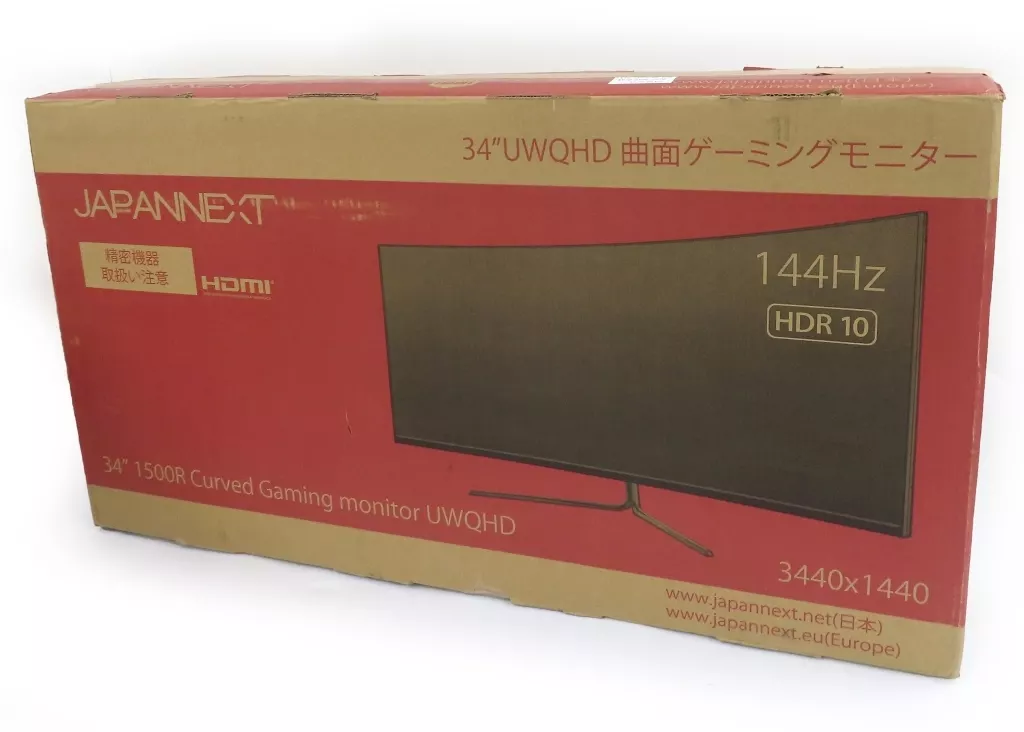 34"UWQHD 曲面ゲーミングモニター
JAPANNEXT
精密機器
取扱い注意
HDMI
144Hz
HDR 10
34" 1500R Curved Gaming monitor UWQHD
3440x1440
www.japannext.net(日本)
www.japannext.eu(Europe)